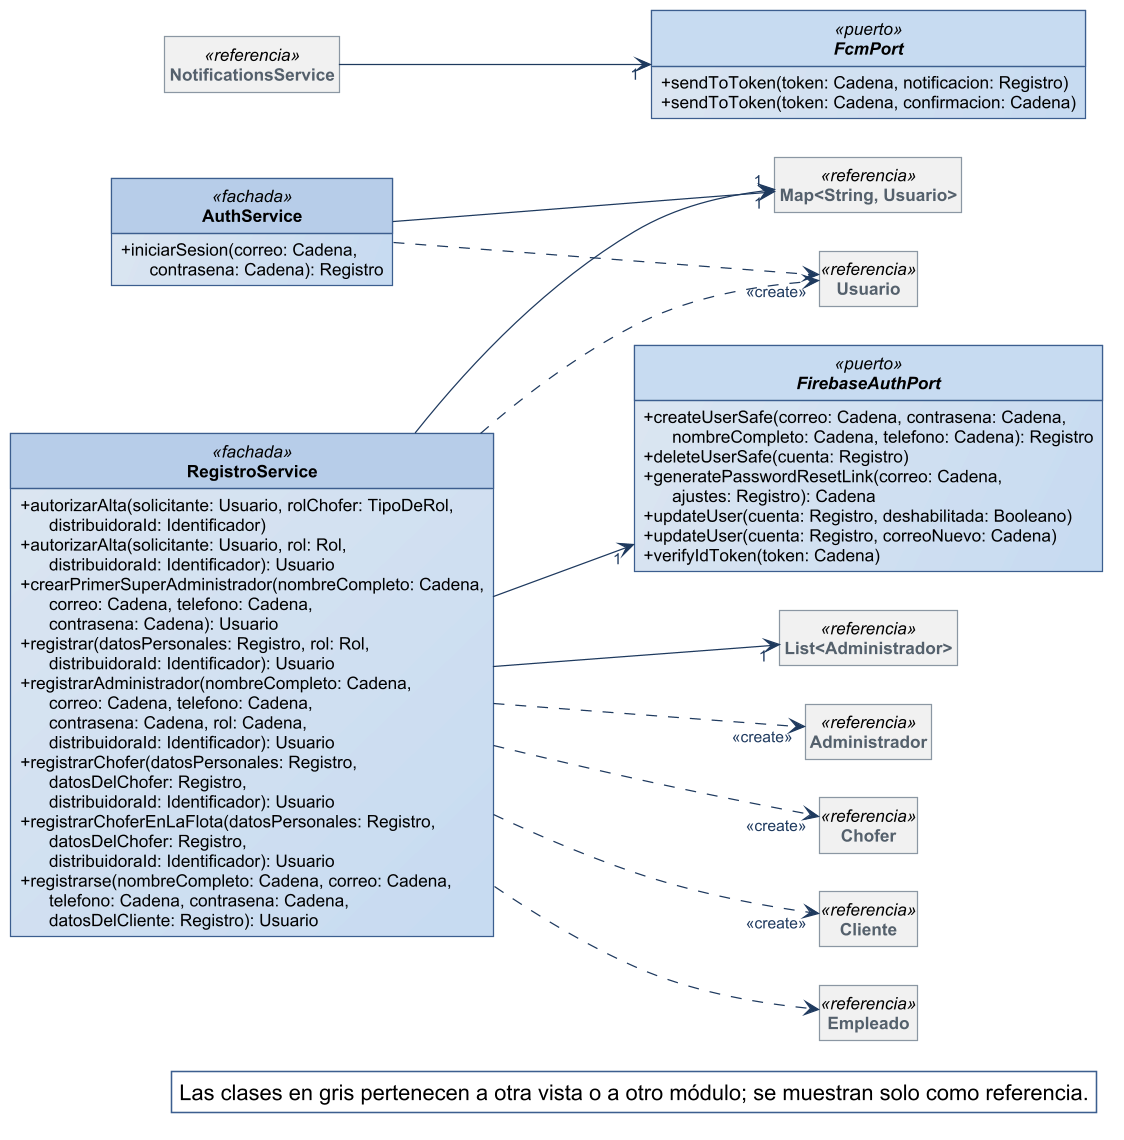 «referencia»
NotificationsService
1
«puerto»
FcmPort
+sendToToken(token: Cadena, notificacion: Registro)
+sendToToken(token: Cadena, confirmacion: Cadena)
«fachada»
AuthService
+iniciarSesion(correo: Cadena,
contrasena: Cadena): Registro
1
1
«referencia»
Map<String, Usuario>
«referencia»
Usuario
«create»
«puerto»
FirebaseAuthPort
+createUserSafe(correo: Cadena, contrasena: Cadena,
nombreCompleto: Cadena, telefono: Cadena): Registro
+deleteUserSafe(cuenta: Registro)
+generatePasswordResetLink(correo: Cadena,
ajustes: Registro): Cadena
+updateUser(cuenta: Registro, deshabilitada: Booleano)
+updateUser(cuenta: Registro, correoNuevo: Cadena)
+verifyIdToken(token: Cadena)
1
«fachada»
RegistroService
+autorizarAlta(solicitante: Usuario, rolChofer: TipoDeRol,
distribuidoraId: Identificador)
+autorizarAlta(solicitante: Usuario, rol: Rol,
distribuidoraId: Identificador): Usuario
+crearPrimerSuperAdministrador(nombreCompleto: Cadena,
correo: Cadena, telefono: Cadena,
contrasena: Cadena): Usuario
+registrar(datosPersonales: Registro, rol: Rol,
distribuidoraId: Identificador): Usuario
+registrarAdministrador(nombreCompleto: Cadena,
correo: Cadena, telefono: Cadena,
contrasena: Cadena, rol: Cadena,
distribuidoraId: Identificador): Usuario
+registrarChofer(datosPersonales: Registro,
datosDelChofer: Registro,
distribuidoraId: Identificador): Usuario
+registrarChoferEnLaFlota(datosPersonales: Registro,
datosDelChofer: Registro,
distribuidoraId: Identificador): Usuario
+registrarse(nombreCompleto: Cadena, correo: Cadena,
telefono: Cadena, contrasena: Cadena,
datosDelCliente: Registro): Usuario
1
«referencia»
List<Administrador>
«create»
«referencia»
Administrador
«create»
«referencia»
Chofer
«create»
«referencia»
Cliente
«referencia»
Empleado
Las clases en gris pertenecen a otra vista o a otro módulo; se muestran solo como referencia.